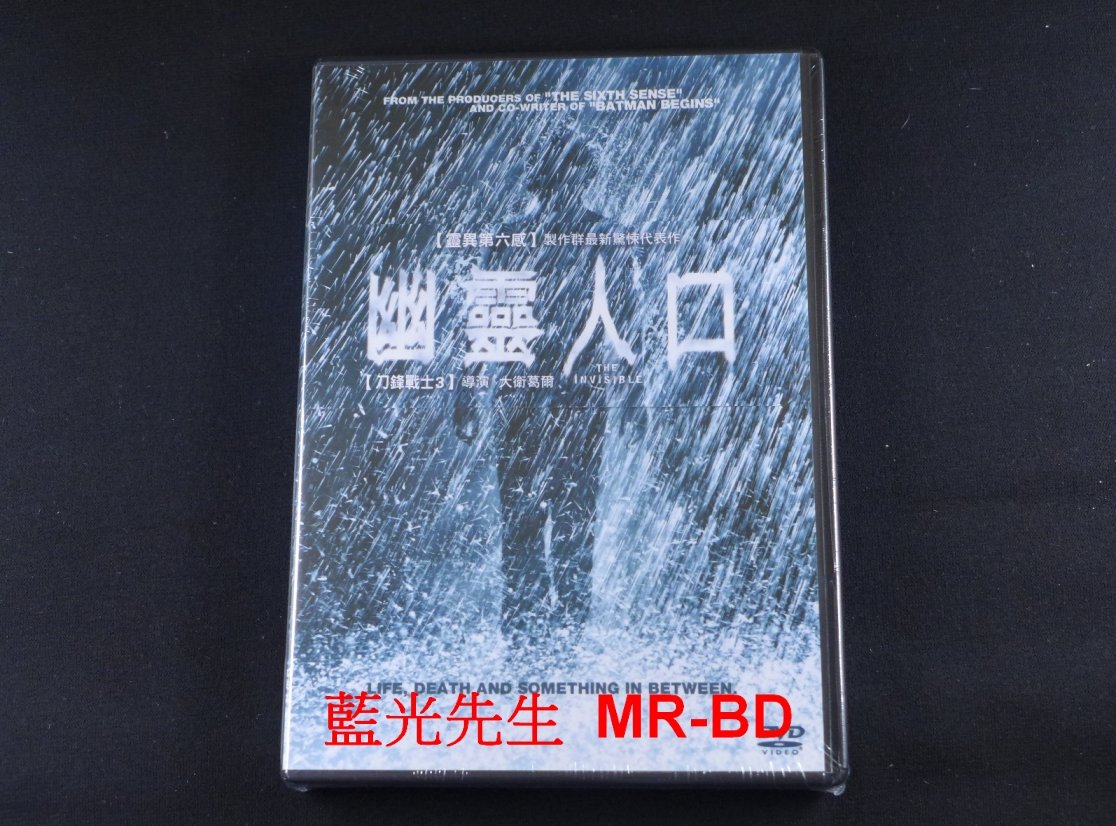 FROM THE PRODUCERS OF "THE SIXTH SENSE"
AND CO-WRITER OF "BATMAN BEGINS"
【靈異第六感】製作群最新驚悚代表作
幽靈人口
THE
INVISIBLE
【刀鋒戰士3】導演 大衛葛爾
LIFE, DEATH AND SOMETHING IN BETWEEN.
藍光先生 MR-BD
DVD
VIDEO